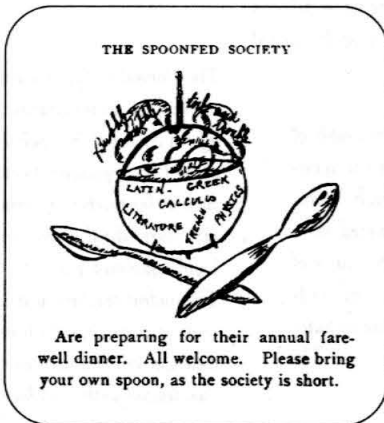 THE SPOONFED SOCIETY
LATIN- GREEK
CALCULUS
LITERATURE
FRENCH
PHYSICS
Are preparing for their annual fare-
well dinner. All welcome. Please bring
your own spoon, as the society is short.